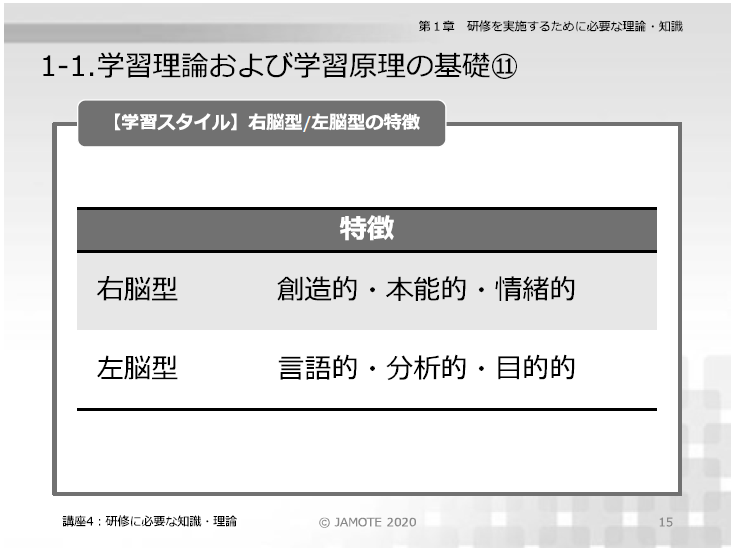 第１章　研修を実施するために必要な理論・知識
1-1.学習理論および学習原理の基礎⑪
【学習スタイル】右脳型/左脳型の特徴
特徴
右脳型　創造的・本能的・情緒的
左脳型　言語的・分析的・目的的
講座4：研修に必要な知識・理論　© JAMOTE 2020　15